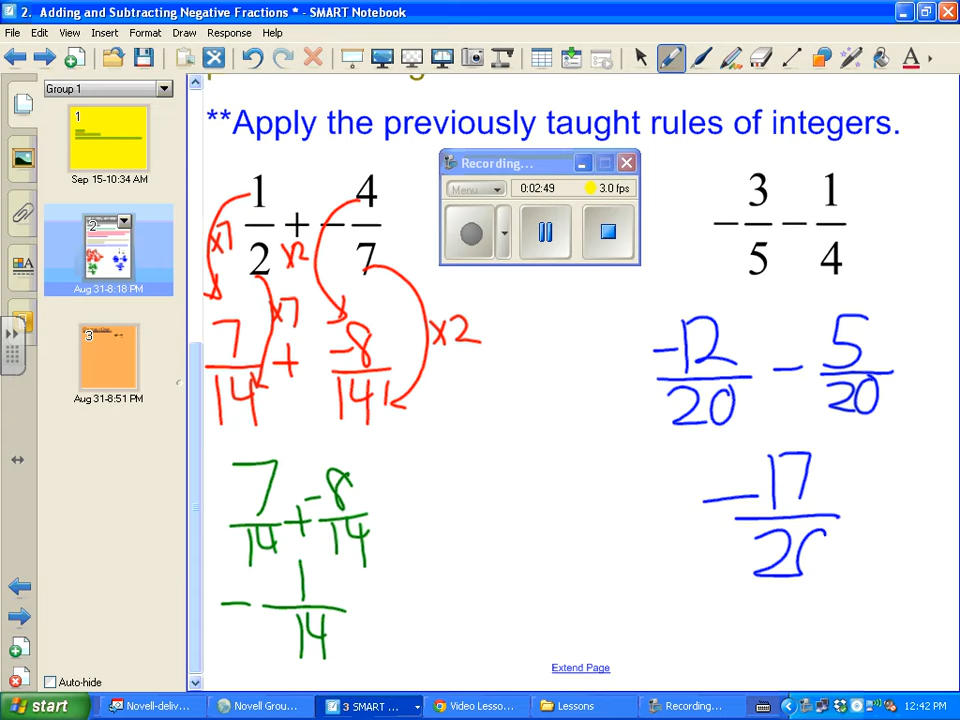 2. Adding and Subtracting Negative Fractions * - SMART Notebook
File Edit View Insert Format Draw Response Help
Group 1
1
Sep 15-10:34 AM
2
Aug 31-8:18 PM
3
Aug 31-8:51 PM
Auto-hide
**Apply the previously taught rules of integers.
Recording...
Menu 0:02:49 3.0 fps
1/2 + -4/7
x7 x2
x7 x2
7/14 + -8/14
7/14 + -8/14
- 1/14
-3/5 - 1/4
-12/20 - 5/20
-17/20
Extend Page
start Novell-deliv... Novell Grou... 3 SMART ... Video Lesso... Lessons Recording... 12:42 PM